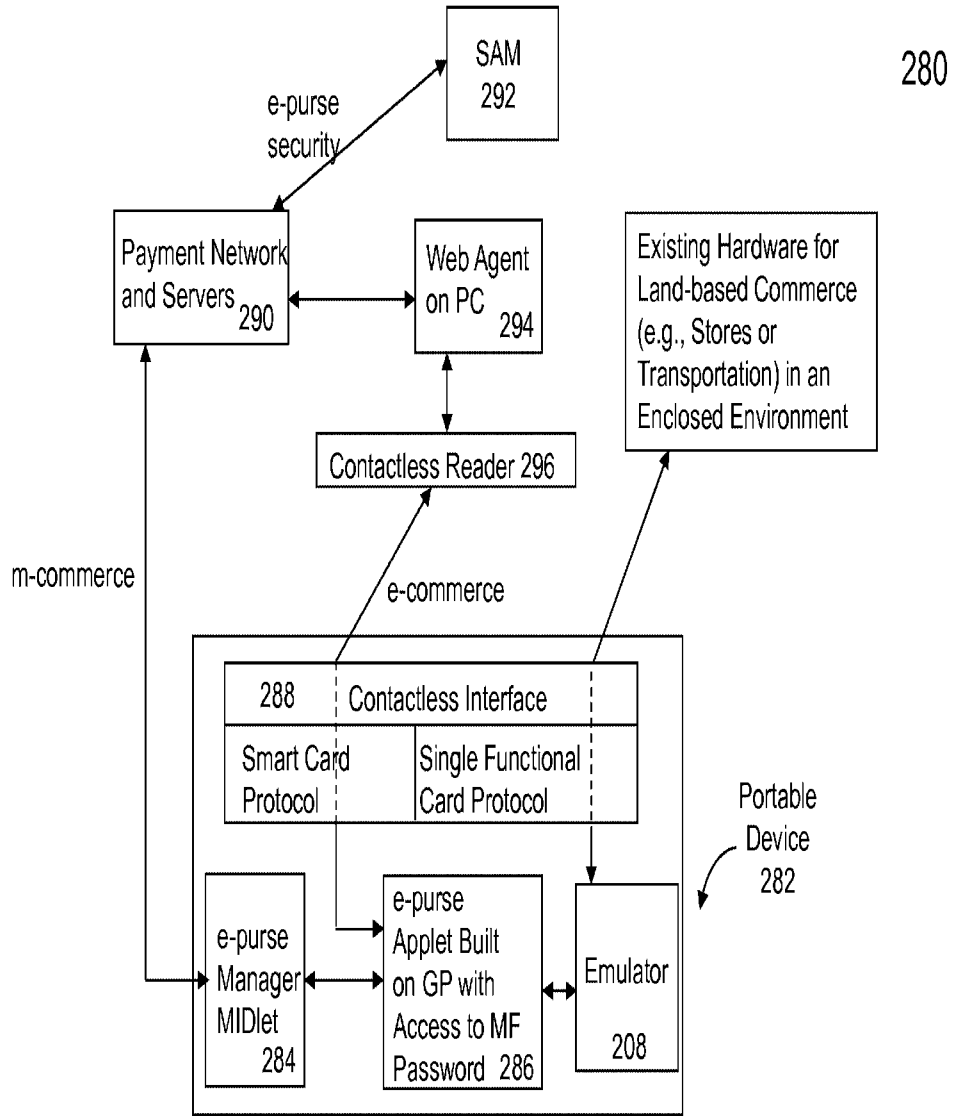 280
SAM
292
e-purse
security
Payment Network
and Servers
290
Web Agent
on PC
294
Existing Hardware for
Land-based Commerce
(e.g., Stores or
Transportation) in an
Enclosed Environment
Contactless Reader 296
m-commerce
e-commerce
288 Contactless Interface
Smart Card
Protocol
Single Functional
Card Protocol
Portable
Device
282
e-purse
Manager
MIDlet
284
e-purse
Applet Built
on GP with
Access to MF
Password 286
Emulator
208